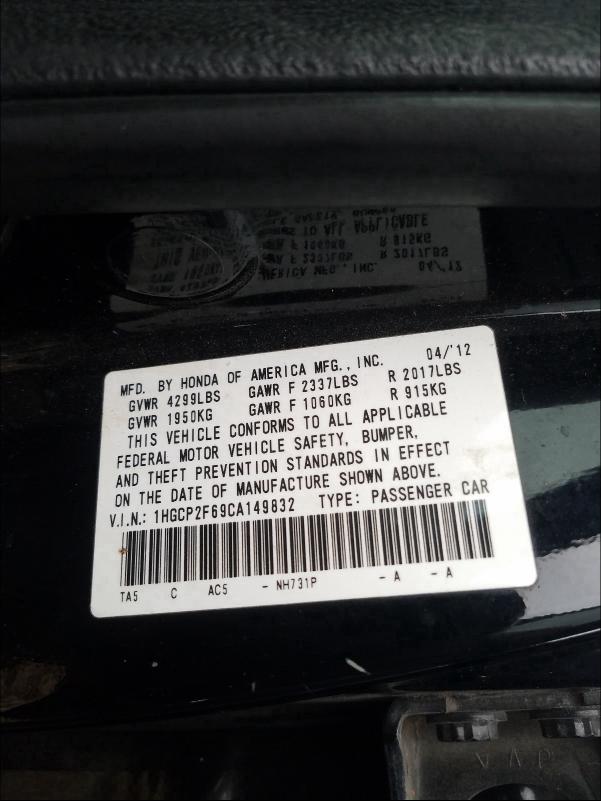 MFD. BY HONDA OF AMERICA MFG., INC. 04/'12
GVWR 4299LBS GAWR F 2337LBS R 2017LBS
GVWR 1950KG GAWR F 1060KG R 915KG
THIS VEHICLE CONFORMS TO ALL APPLICABLE
FEDERAL MOTOR VEHICLE SAFETY, BUMPER,
AND THEFT PREVENTION STANDARDS IN EFFECT
ON THE DATE OF MANUFACTURE SHOWN ABOVE.
V.I.N.: 1HGCP2F69CA149832 TYPE: PASSENGER CAR
TA5 C AC5 - NH731P - A - A
VAP